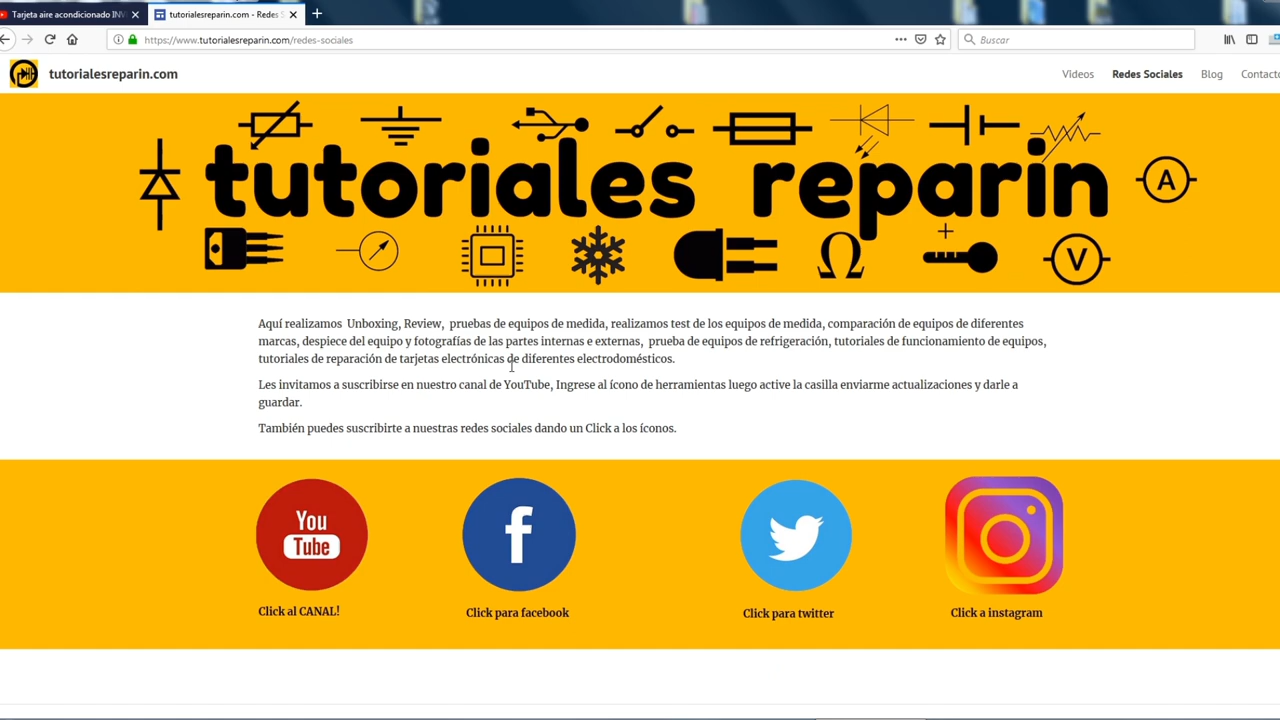 Tarjeta aire acondicionado INV
tutorialesreparin.com - Redes S
https://www.tutorialesreparin.com/redes-sociales
Buscar
tutorialesreparin.com
Videos
Redes Sociales
Blog
Contacto
tutoriales reparin
A
Ω
V
Aquí realizamos Unboxing, Review, pruebas de equipos de medida, realizamos test de los equipos de medida, comparación de equipos de diferentes
marcas, despiece del equipo y fotografías de las partes internas e externas, prueba de equipos de refrigeración, tutoriales de funcionamiento de equipos,
tutoriales de reparación de tarjetas electrónicas de diferentes electrodomésticos.
Les invitamos a suscribirse en nuestro canal de YouTube, Ingrese al ícono de herramientas luego active la casilla enviarme actualizaciones y darle a
guardar.
También puedes suscribirte a nuestras redes sociales dando un Click a los íconos.
You
Tube
f
Click al CANAL!
Click para facebook
Click para twitter
Click a instagram